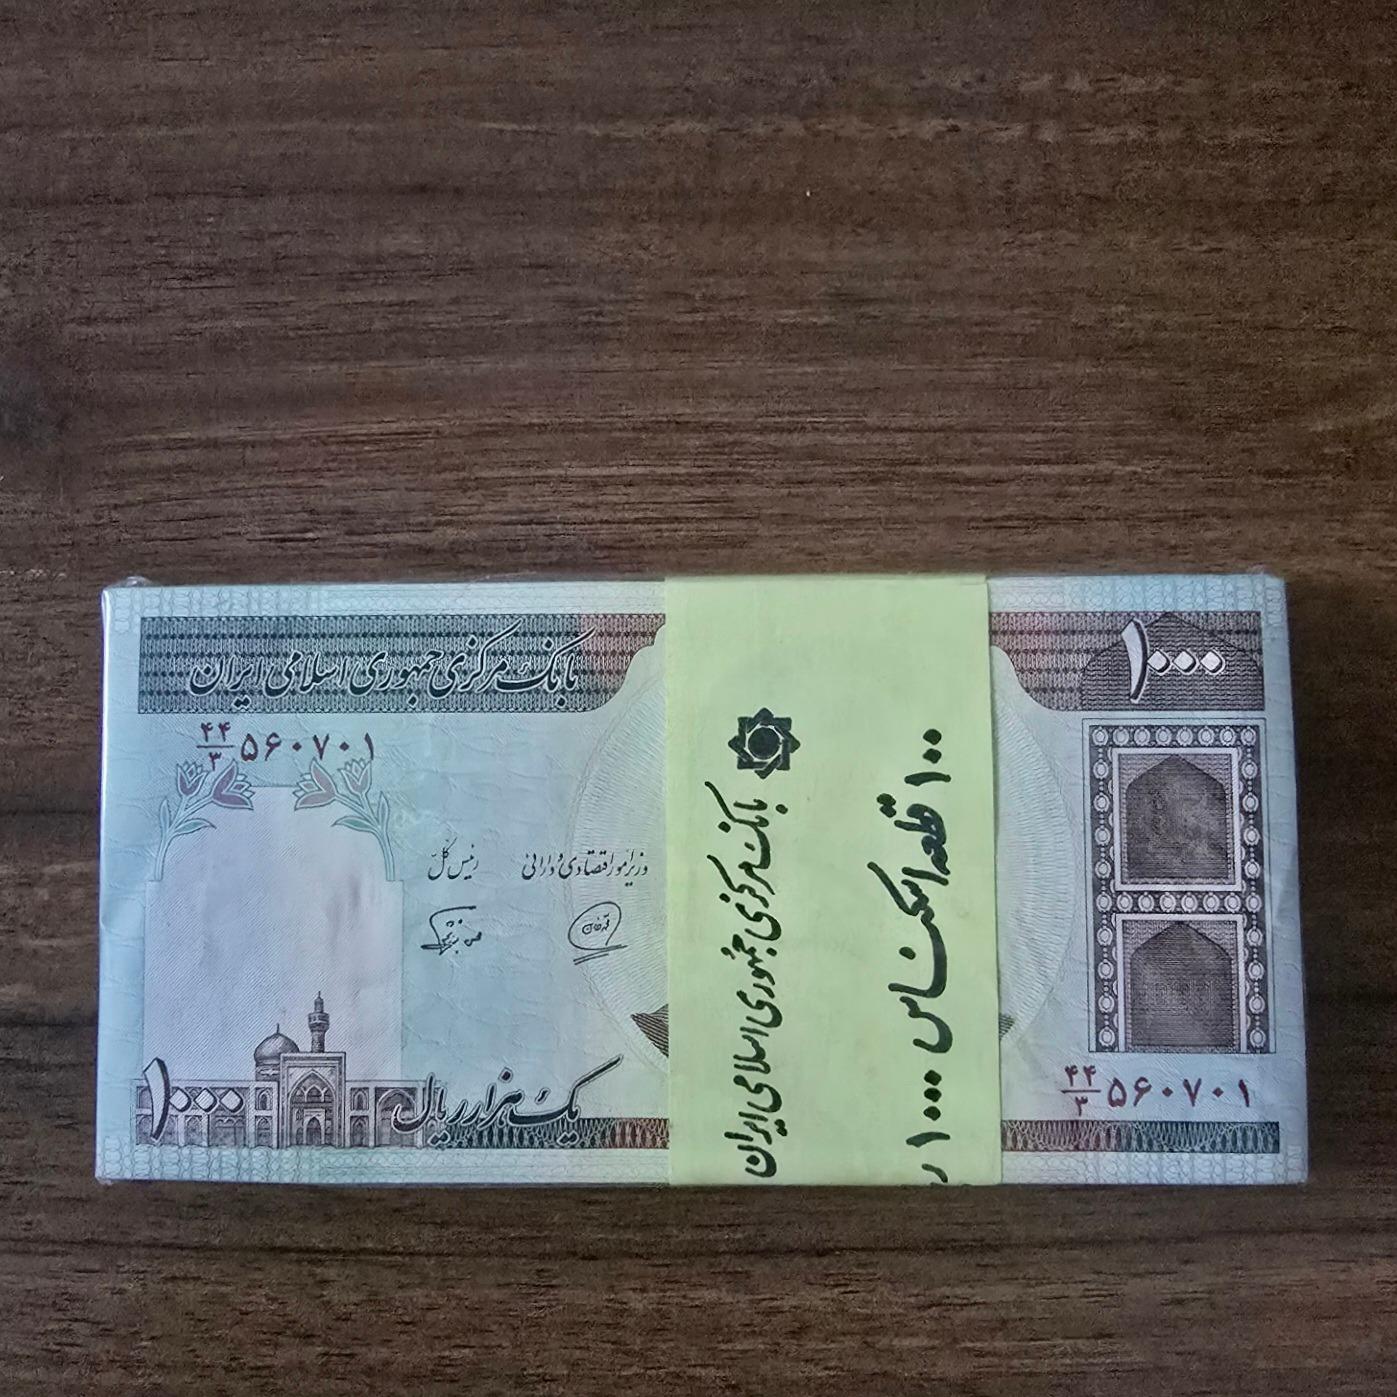 بانک مرکزی جمهوری اسلامی ایران
۱۰۰۰
۴۴/۳ ۵۶۰۷۰۱
رئیس کل
وزیر امور اقتصادی و دارائی
۱۰۰۰
یک هزار ریال
بانک مرکزی جمهوری اسلامی ایران
۱۰۰ قطعه اسکناس ۱۰۰۰ ر
۴۴/۳ ۵۶۰۷۰۱